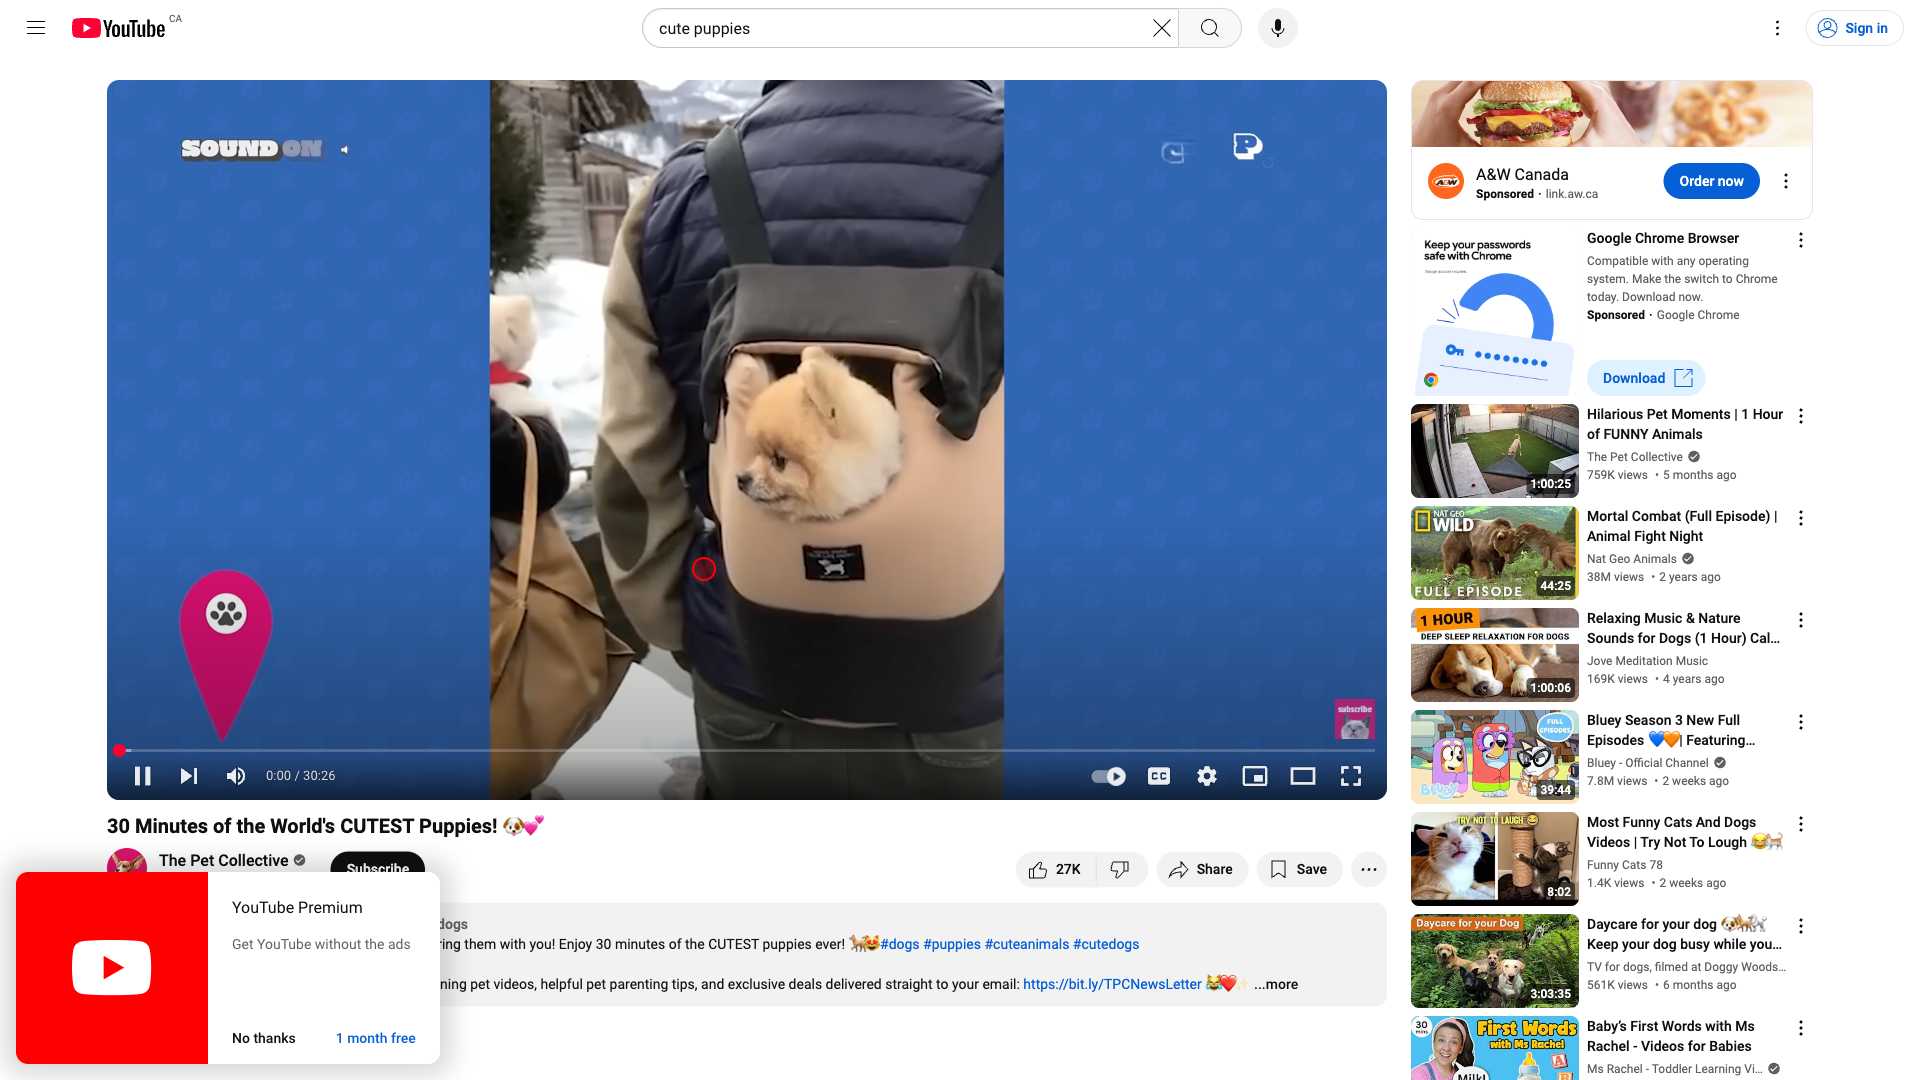 YouTube CA
cute puppies
Sign in
SOUND ON
P
subscribe
0:00 / 30:26
CC
30 Minutes of the World's CUTEST Puppies! 🐶💕
The Pet Collective
Subscribe
27K
Share
Save
dogs
ring them with you! Enjoy 30 minutes of the CUTEST puppies ever! 🐕😻#dogs #puppies #cuteanimals #cutedogs
ning pet videos, helpful pet parenting tips, and exclusive deals delivered straight to your email: https://bit.ly/TPCNewsLetter 😹❤️✨ ...more
YouTube Premium
Get YouTube without the ads
No thanks
1 month free
A&W Canada
Sponsored · link.aw.ca
Order now
A&W
Keep your passwords
safe with Chrome
Google Chrome Browser
Compatible with any operating
system. Make the switch to Chrome
today. Download now.
Sponsored · Google Chrome
Download
1:00:25
Hilarious Pet Moments | 1 Hour
of FUNNY Animals
The Pet Collective
759K views • 5 months ago
NAT GEO
WILD
FULL EPISODE
44:25
Mortal Combat (Full Episode) |
Animal Fight Night
Nat Geo Animals
38M views • 2 years ago
1 HOUR
DEEP SLEEP RELAXATION FOR DOGS
1:00:06
Relaxing Music & Nature
Sounds for Dogs (1 Hour) Cal...
Jove Meditation Music
169K views • 4 years ago
FULL
EPISODES
BLUEY
39:44
Bluey Season 3 New Full
Episodes 💙🧡| Featuring...
Bluey - Official Channel
7.8M views • 2 weeks ago
TRY NOT TO LAUGH
8:02
Most Funny Cats And Dogs
Videos | Try Not To Lough 😂🐈
Funny Cats 78
1.4K views • 2 weeks ago
Daycare for your Dog
3:03:35
Daycare for your dog 🐶🐕🐩
Keep your dog busy while you...
TV for dogs, filmed at Doggy Woods...
561K views • 6 months ago
30
mins
First Words
with Ms Rachel
Milk!
A
B
Baby's First Words with Ms
Rachel - Videos for Babies
Ms Rachel - Toddler Learning Vi...